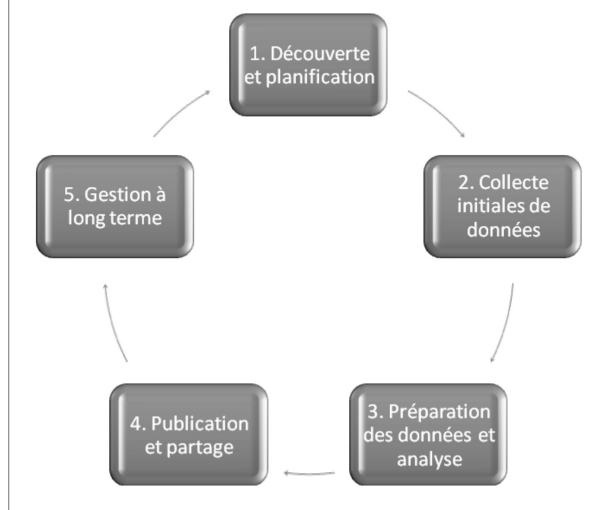 1. Découverte
et planification
2. Collecte
initiales de
données
3. Préparation
des données et
analyse
4. Publication
et partage
5. Gestion à
long terme